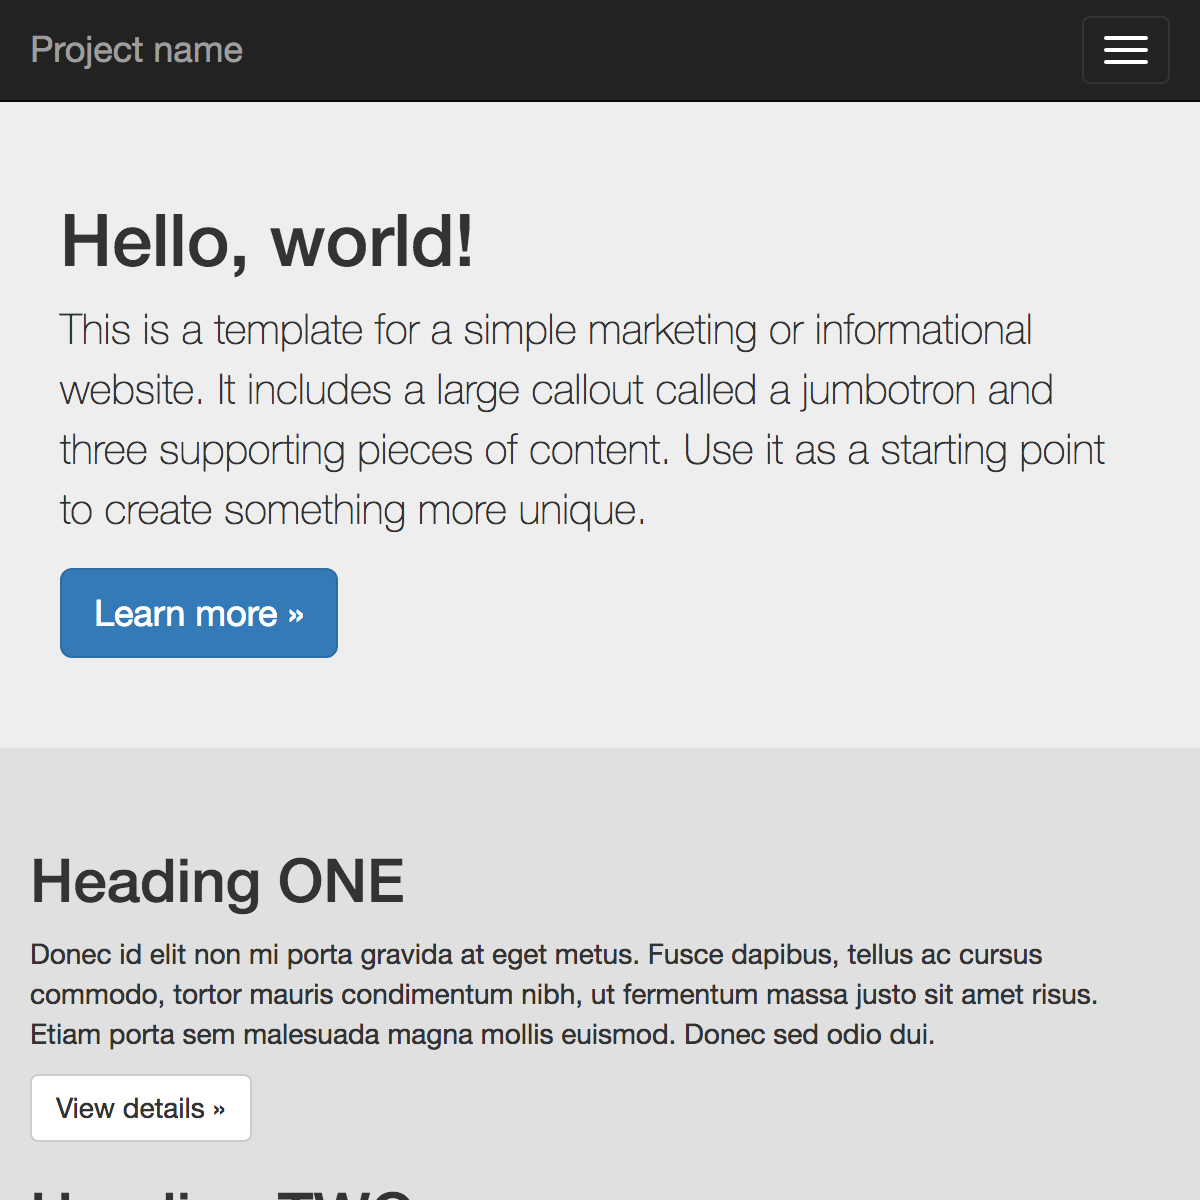 Project name
Hello, world!
This is a template for a simple marketing or informational
website. It includes a large callout called a jumbotron and
three supporting pieces of content. Use it as a starting point
to create something more unique.
Learn more »
Heading ONE
Donec id elit non mi porta gravida at eget metus. Fusce dapibus, tellus ac cursus
commodo, tortor mauris condimentum nibh, ut fermentum massa justo sit amet risus.
Etiam porta sem malesuada magna mollis euismod. Donec sed odio dui.
View details »
Heading TWO